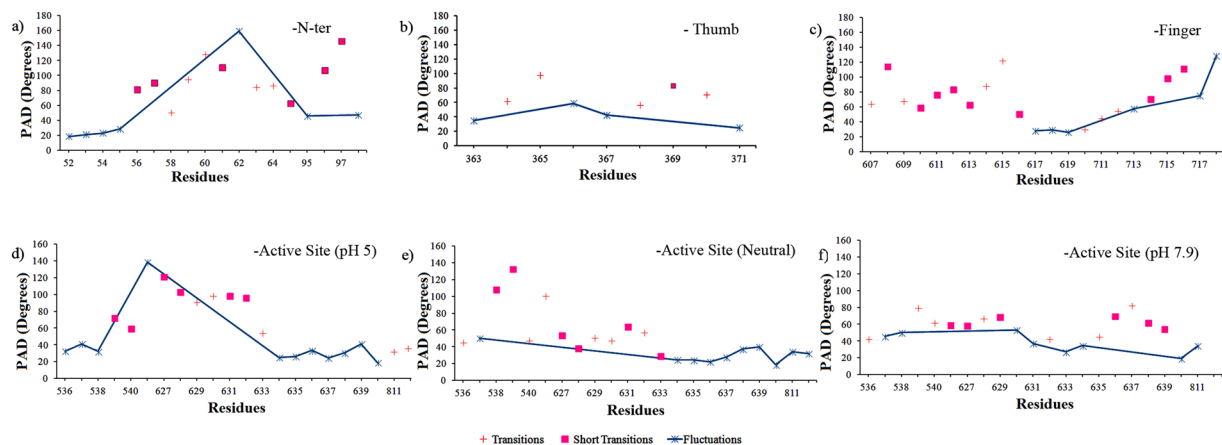 a) -N-ter
PAD (Degrees)
180
160
140
120
100
80
60
40
20
0
52 54 56 58 60 62 64 95 97
Residues
b) - Thumb
PAD (Degrees)
180
160
140
120
100
80
60
40
20
0
363 365 367 369 371
Residues
c) -Finger
PAD (Degrees)
180
160
140
120
100
80
60
40
20
0
607 609 611 613 615 617 619 711 713 715 717
Residues
d) -Active Site (pH 5)
PAD (Degrees)
160
140
120
100
80
60
40
20
0
536 538 540 627 629 631 633 635 637 639 811
Residues
e) -Active Site (Neutral)
PAD (Degrees)
160
140
120
100
80
60
40
20
0
536 538 540 627 629 631 633 635 637 639 811
Residues
f) -Active Site (pH 7.9)
PAD (Degrees)
160
140
120
100
80
60
40
20
0
536 538 540 627 629 631 633 635 637 639 811
Residues
Transitions Short Transitions Fluctuations